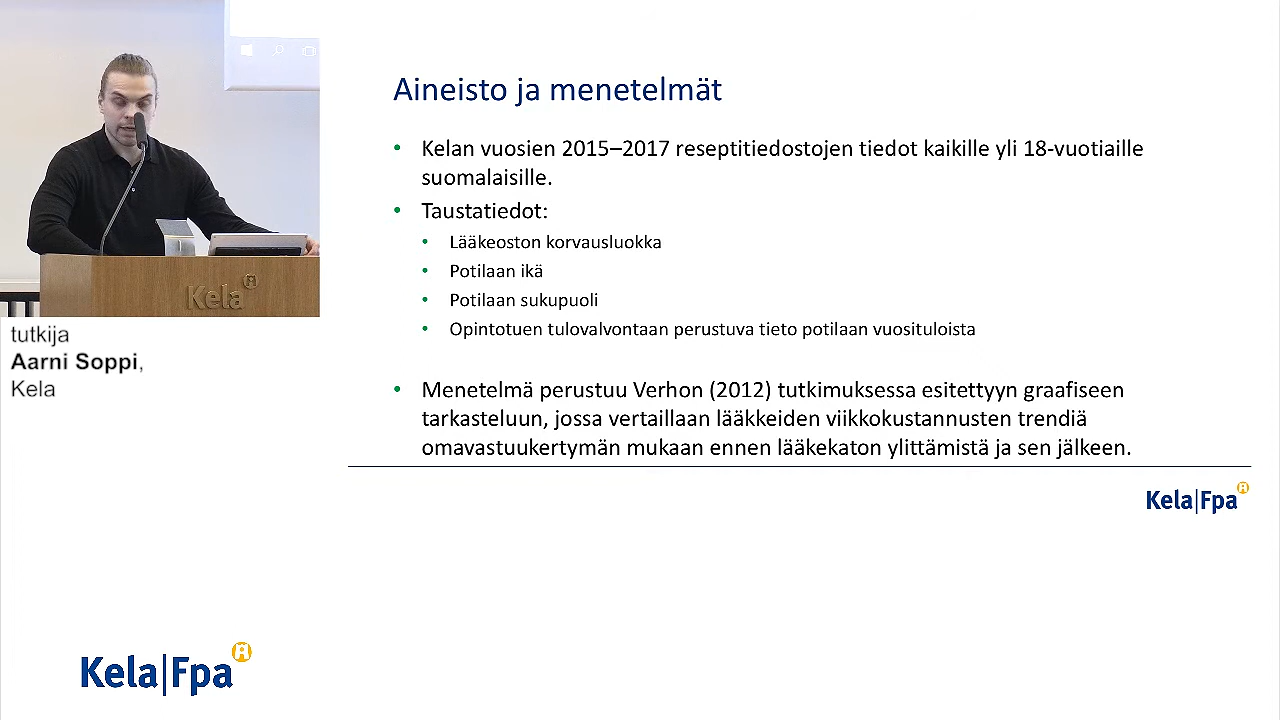 Aineisto ja menetelmät
• Kelan vuosien 2015–2017 reseptitiedostojen tiedot kaikille yli 18-vuotiaille
suomalaisille.
• Taustatiedot:
• Lääkeoston korvausluokka
• Potilaan ikä
• Potilaan sukupuoli
• Opintotuen tulovalvontaan perustuva tieto potilaan vuosituloista
• Menetelmä perustuu Verhon (2012) tutkimuksessa esitettyyn graafiseen
tarkasteluun, jossa vertaillaan lääkkeiden viikkokustannusten trendiä
omavastuukertymän mukaan ennen lääkekaton ylittämistä ja sen jälkeen.
Kela|Fpa
Kela
tutkija
Aarni Soppi,
Kela
Kela|Fpa